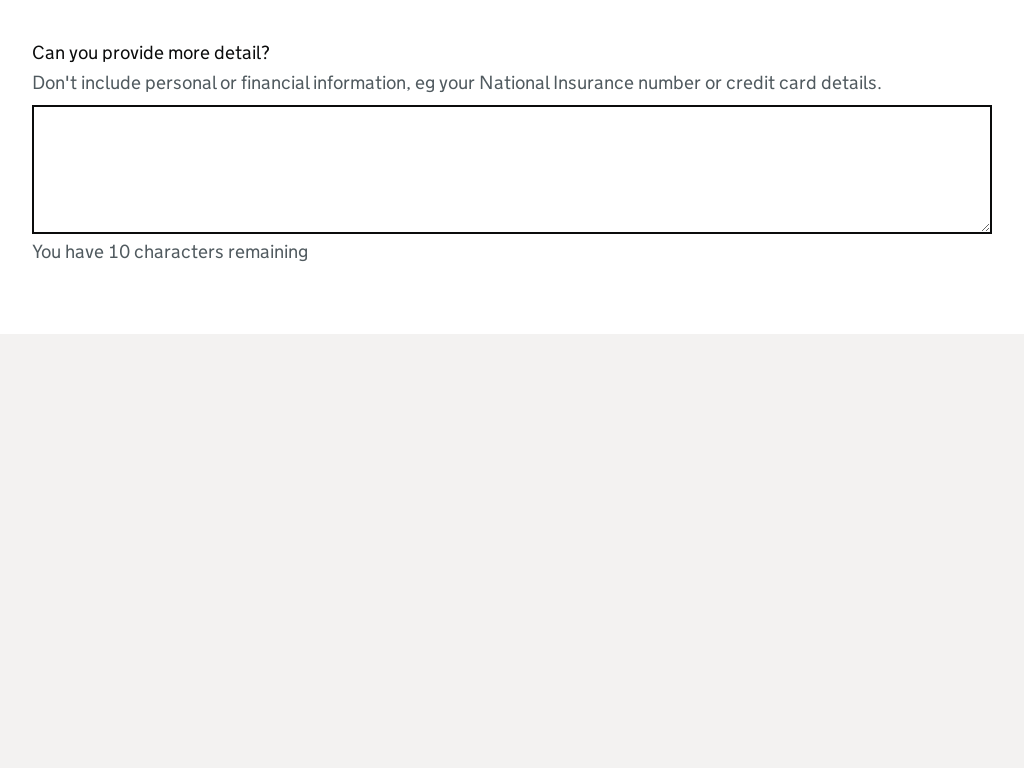 Can you provide more detail?
Don't include personal or financial information, eg your National Insurance number or credit card details.
You have 10 characters remaining